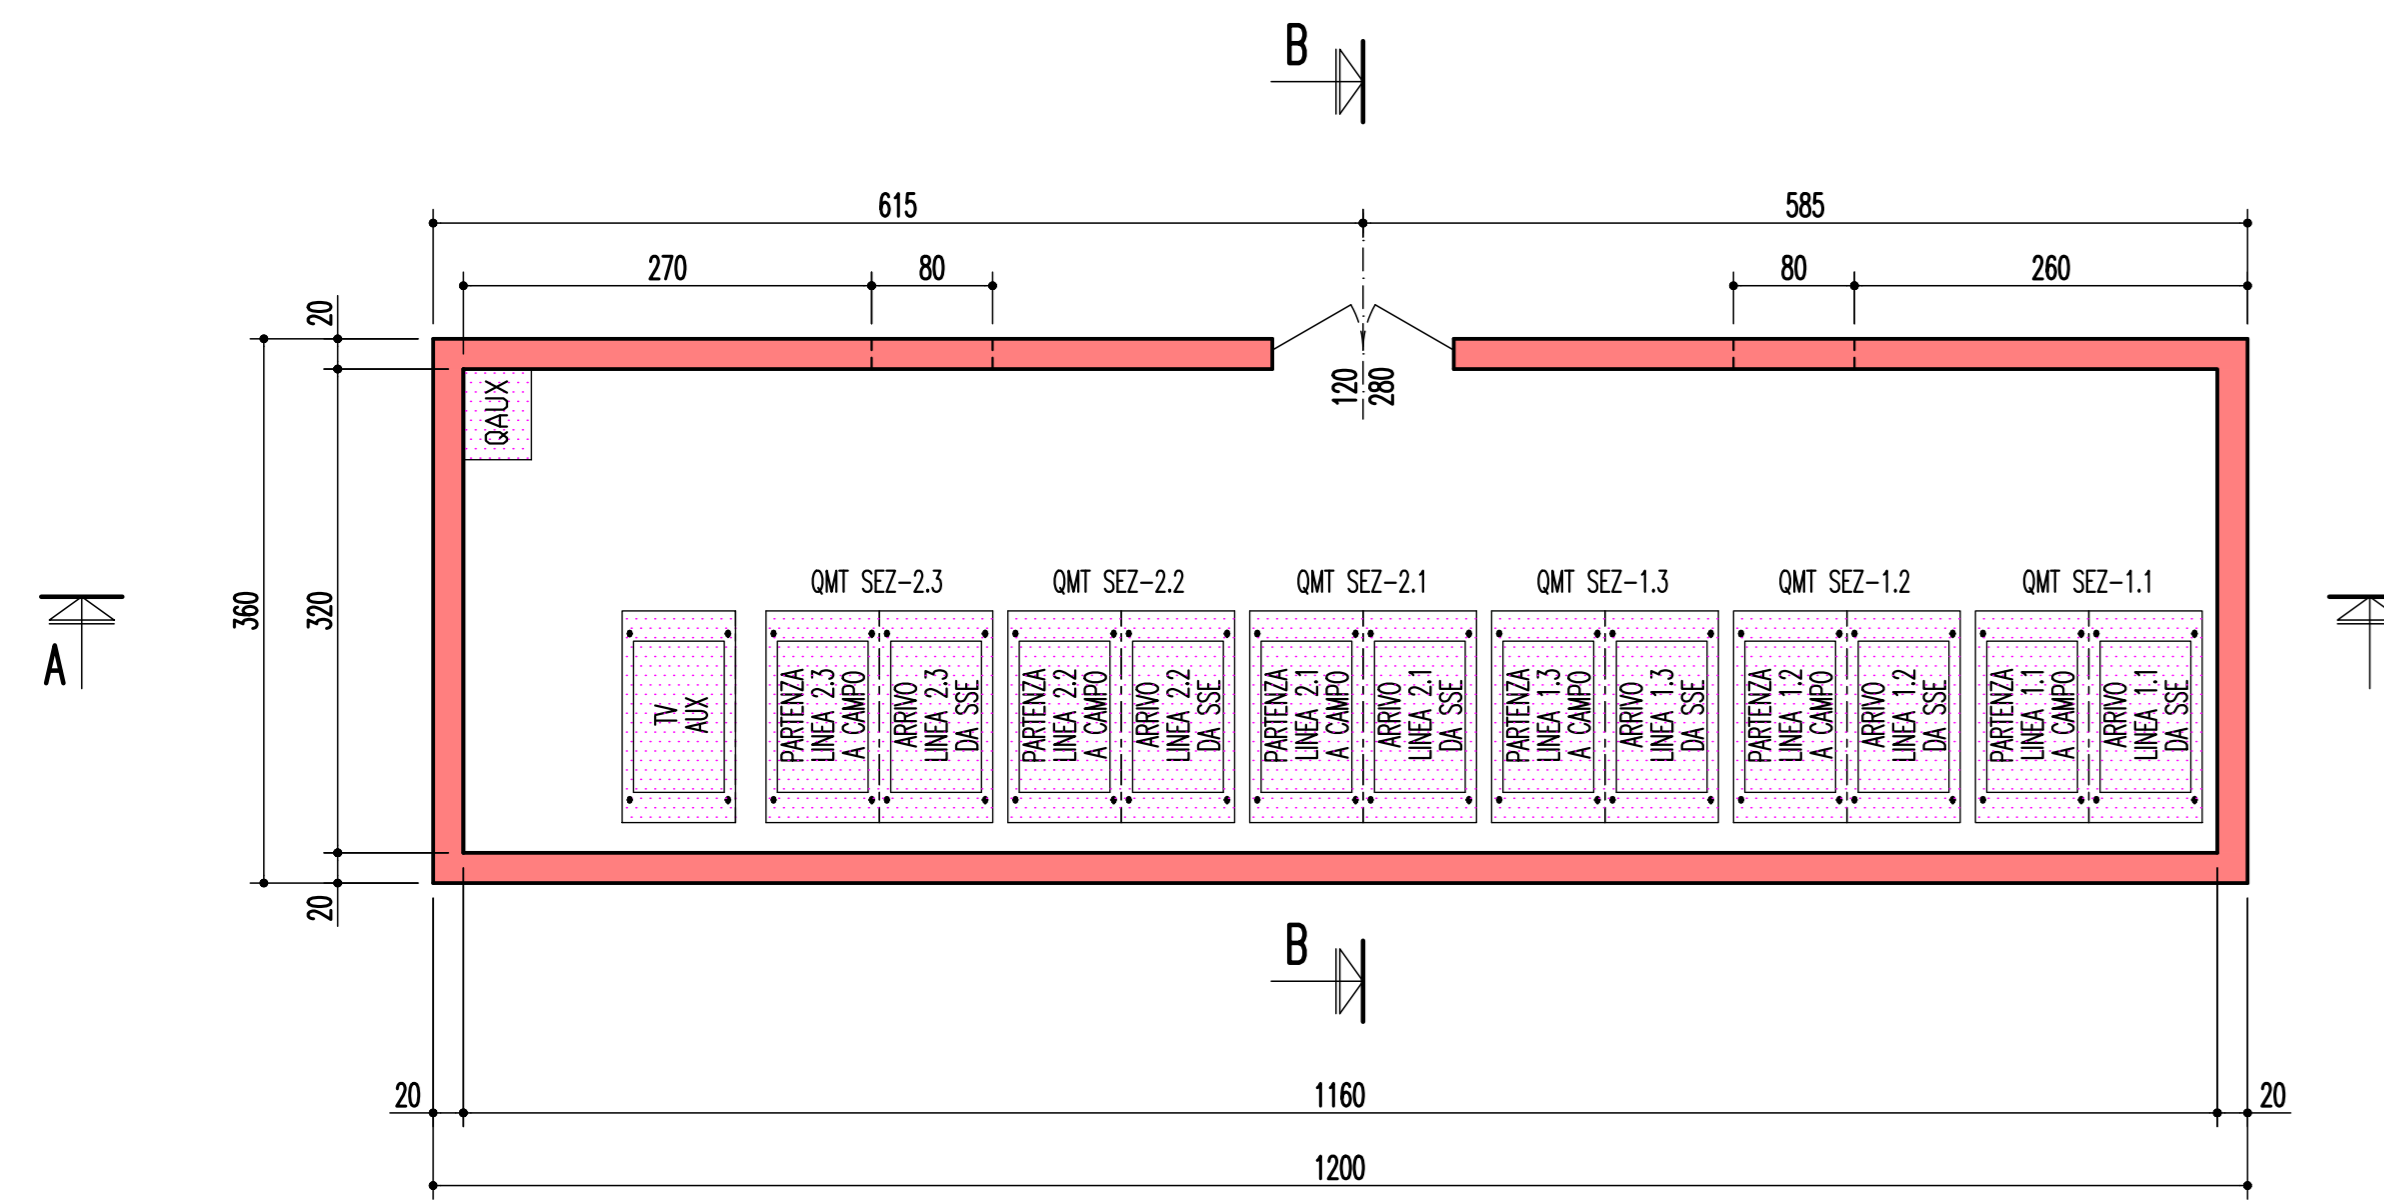 B
615
585
270
80
80
260
20
120
280
QAUX
360
320
A
QMT SEZ-2.3
QMT SEZ-2.2
QMT SEZ-2.1
QMT SEZ-1.3
QMT SEZ-1.2
QMT SEZ-1.1
TV
AUX
PARTENZA
LINEA 2.3
A CAMPO
ARRIVO
LINEA 2.3
DA SSE
PARTENZA
LINEA 2.2
A CAMPO
ARRIVO
LINEA 2.2
DA SSE
PARTENZA
LINEA 2.1
A CAMPO
ARRIVO
LINEA 2.1
DA SSE
PARTENZA
LINEA 1.3
A CAMPO
ARRIVO
LINEA 1.3
DA SSE
PARTENZA
LINEA 1.2
A CAMPO
ARRIVO
LINEA 1.2
DA SSE
PARTENZA
LINEA 1.1
A CAMPO
ARRIVO
LINEA 1.1
DA SSE
20
B
20
1160
20
1200